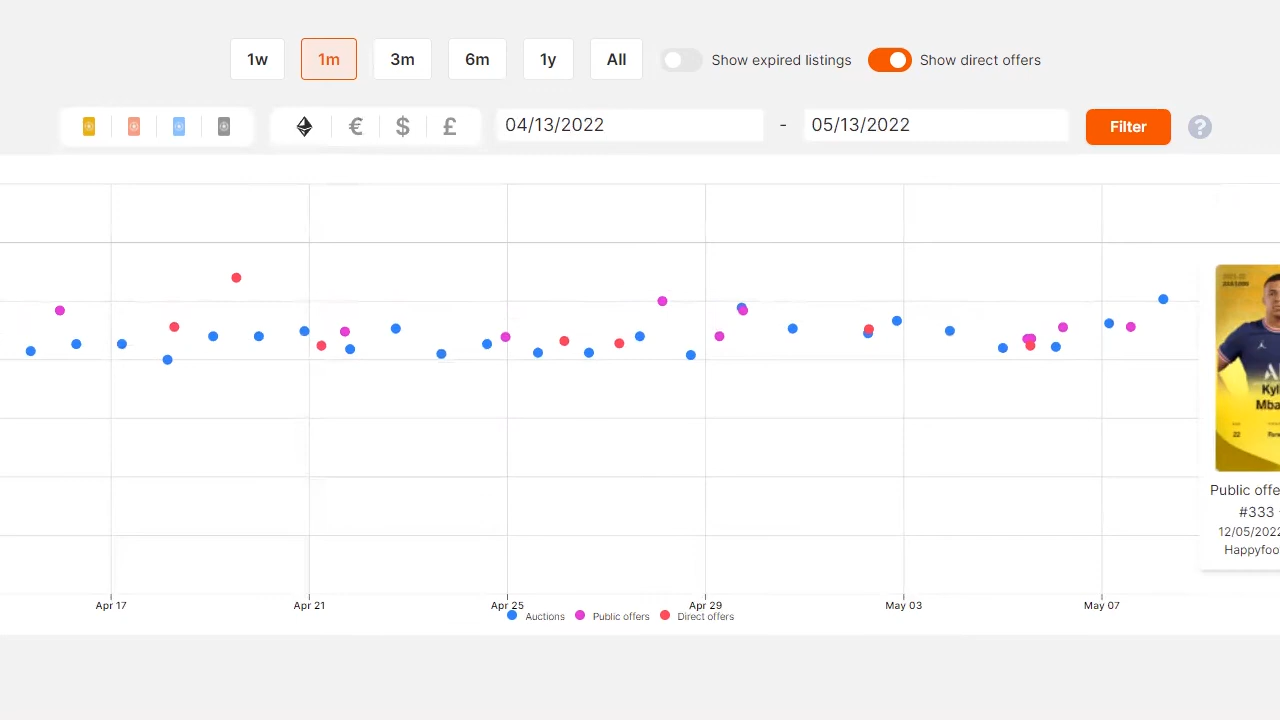 1w 1m 3m 6m 1y All Show expired listings Show direct offers
€ $ £ 04/13/2022 - 05/13/2022 Filter ?
Kyl
Mba
22
Public offe
#333
12/05/2022
Happyfoo
Apr 17 Apr 21 Apr 25 Apr 29 May 03 May 07
Auctions Public offers Direct offers